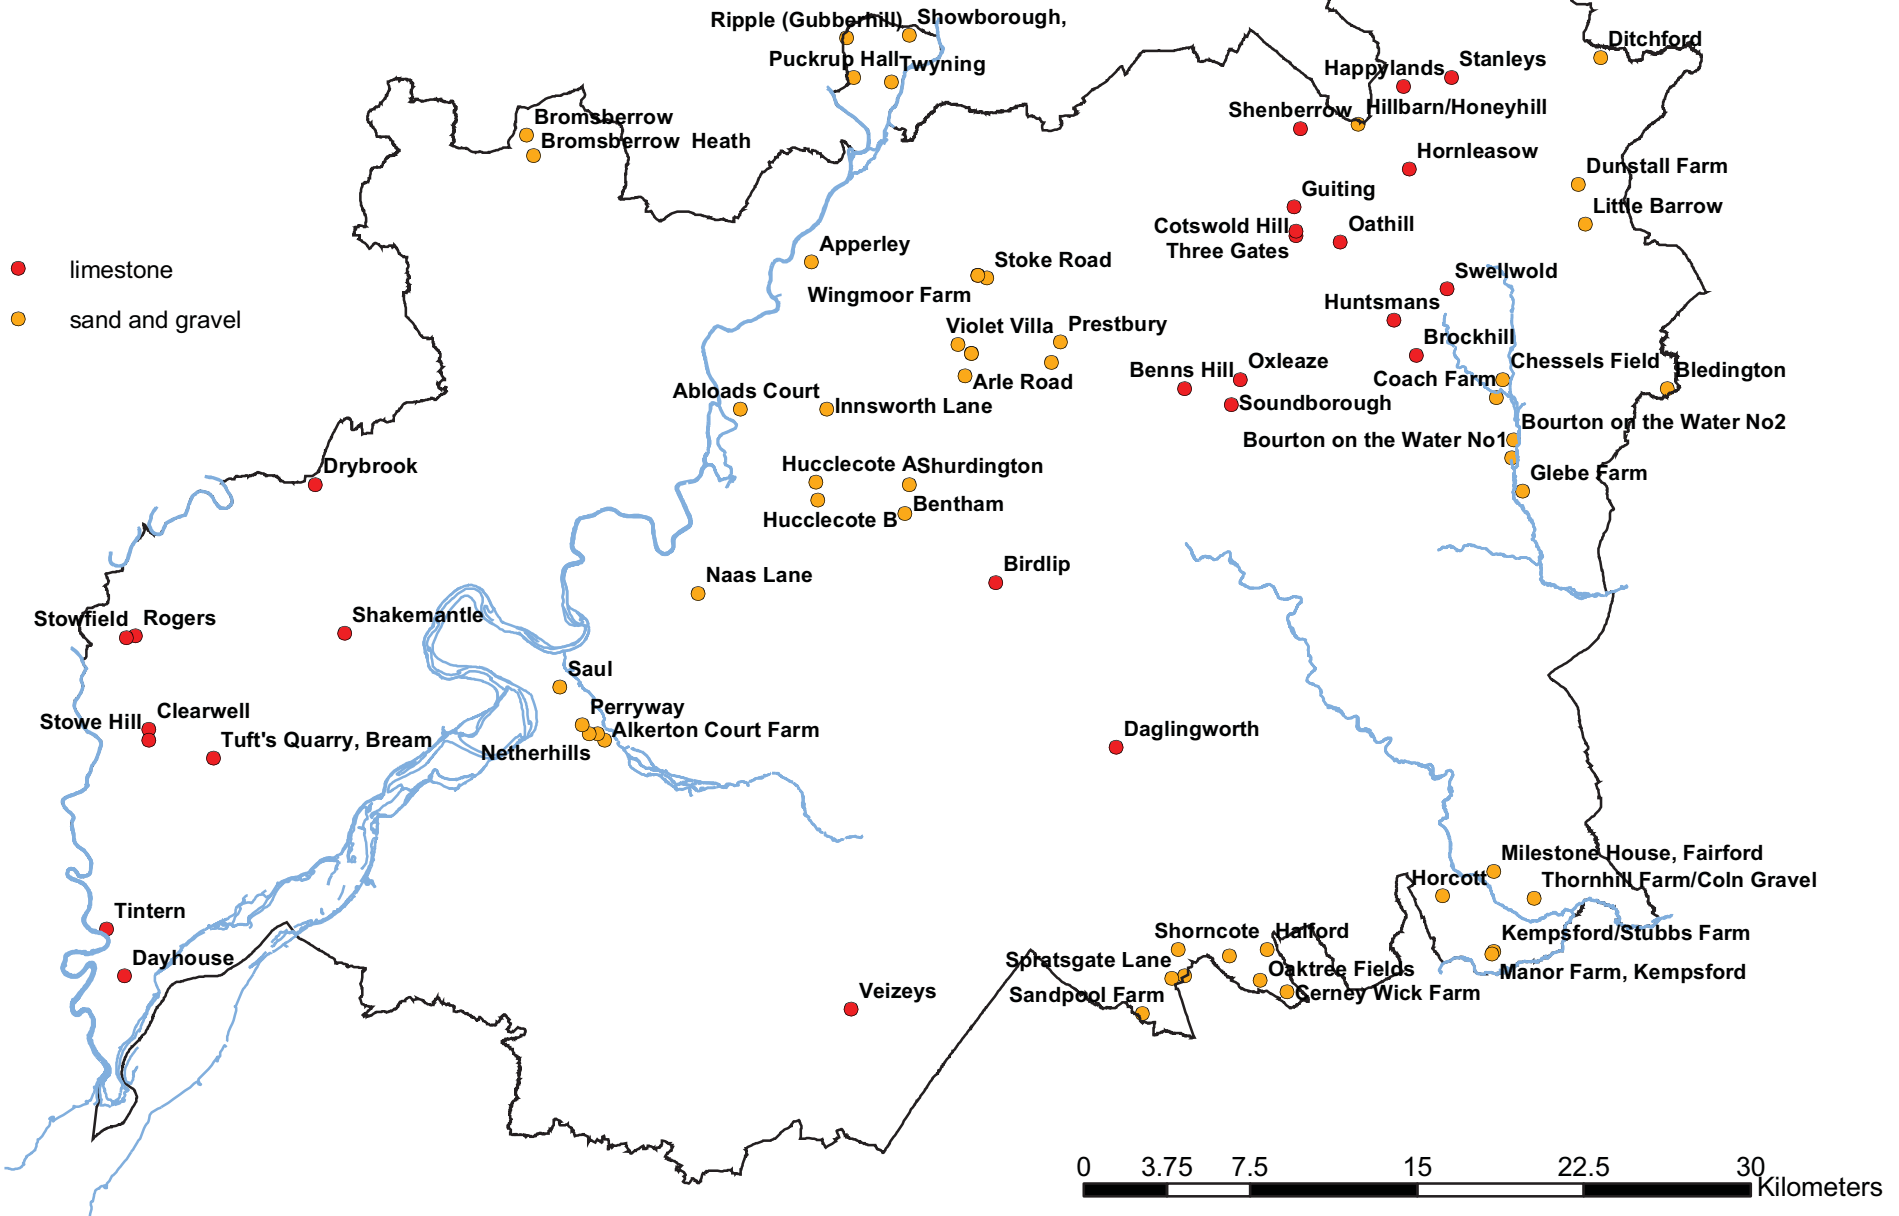 Ripple (Gubberhill)
Showborough,
Puckrup Hall
Twyning
Ditchford
Stanleys
Happylands
Shenberrow
Hillbarn/Honeyhill
Bromsberrow
Bromsberrow Heath
Hornleasow
Dunstall Farm
Guiting
Little Barrow
Cotswold Hill
Oathill
Three Gates
Apperley
Stoke Road
Wingmoor Farm
limestone
sand and gravel
Swellwold
Huntsmans
Violet Villa
Prestbury
Brockhill
Chessels Field
Benns Hill
Oxleaze
Coach Farm
Bledington
Arle Road
Abloads Court
Innsworth Lane
Soundborough
Bourton on the Water No2
Bourton on the Water No1
Drybrook
Hucclecote A
Shurdington
Glebe Farm
Bentham
Hucclecote B
Birdlip
Naas Lane
Stowfield
Rogers
Shakemantle
Saul
Perryway
Clearwell
Stowe Hill
Tuft's Quarry, Bream
Alkerton Court Farm
Netherhills
Daglingworth
Milestone House, Fairford
Horcott
Thornhill Farm/Coln Gravel
Tintern
Shorncote
Halford
Kempsford/Stubbs Farm
Dayhouse
Spratsgate Lane
Oaktree Fields
Manor Farm, Kempsford
Veizeys
Sandpool Farm
Cerney Wick Farm
0 3.75 7.5 15 22.5 30
Kilometers